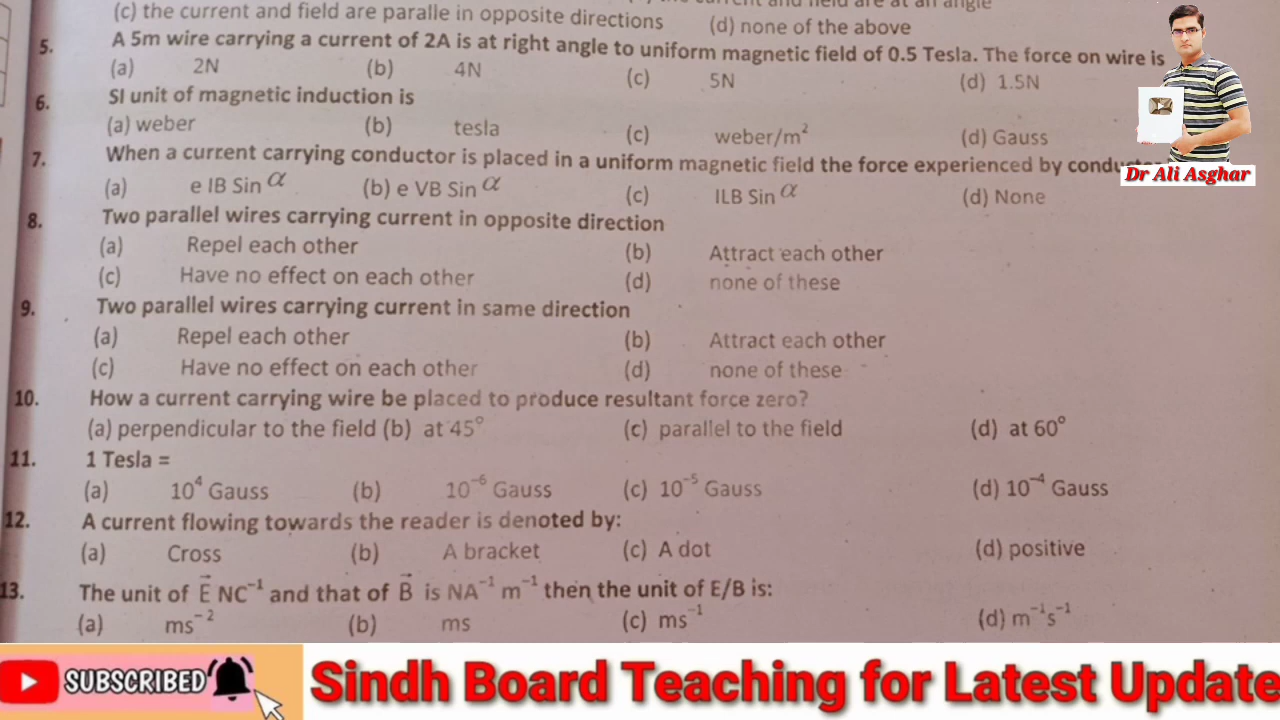 (c) the current and field are paralle in opposite directions (d) none of the above
5. A 5m wire carrying a current of 2A is at right angle to uniform magnetic field of 0.5 Tesla. The force on wire is
(a) 2N (b) 4N (c) 5N (d) 1.5N
6. SI unit of magnetic induction is
(a) weber (b) tesla (c) weber/m² (d) Gauss
7. When a current carrying conductor is placed in a uniform magnetic field the force experienced by
(a) e IB Sin α (b) e VB Sin α (c) ILB Sin α (d) None
Dr Ali Asghar
8. Two parallel wires carrying current in opposite direction
(a) Repel each other (b) Attract each other
(c) Have no effect on each other (d) none of these
9. Two parallel wires carrying current in same direction
(a) Repel each other (b) Attract each other
(c) Have no effect on each other (d) none of these
10. How a current carrying wire be placed to produce resultant force zero?
(a) perpendicular to the field (b) at 45° (c) parallel to the field (d) at 60°
11. 1 Tesla =
(a) 10⁴ Gauss (b) 10⁻⁶ Gauss (c) 10⁻⁵ Gauss (d) 10⁻⁴ Gauss
12. A current flowing towards the reader is denoted by:
(a) Cross (b) A bracket (c) A dot (d) positive
13. The unit of E⃗ NC⁻¹ and that of B⃗ is NA⁻¹ m⁻¹ then the unit of E/B is:
(a) ms⁻² (b) ms (c) ms⁻¹ (d) m⁻¹s⁻¹
SUBSCRIBED Sindh Board Teaching for Latest Update